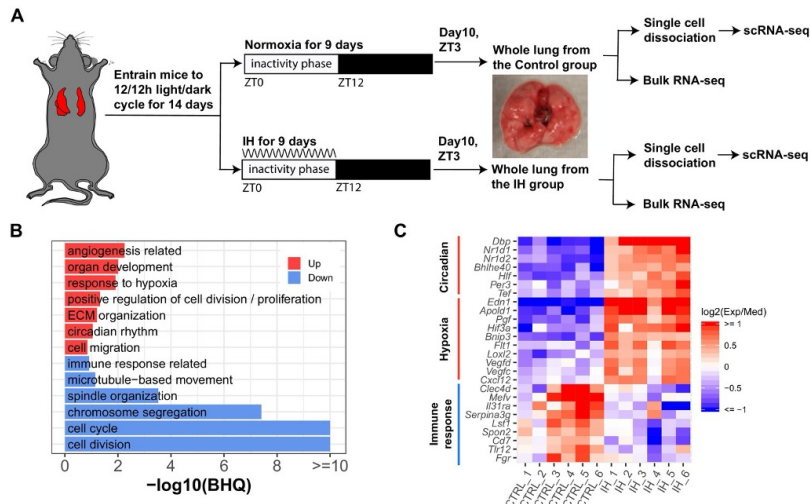 A
Entrain mice to
12/12h light/dark
cycle for 14 days
Normoxia for 9 days
inactivity phase
ZT0
ZT12
Day10,
ZT3
Whole lung from
the Control group
Single cell
dissociation
scRNA-seq
Bulk RNA-seq
IH for 9 days
inactivity phase
ZT0
ZT12
Day10,
ZT3
Whole lung from
the IH group
Single cell
dissociation
scRNA-seq
Bulk RNA-seq
B
angiogenesis related
organ development
response to hypoxia
positive regulation of cell division / proliferation
ECM organization
circadian rhythm
cell migration
immune response related
microtubule-based movement
spindle organization
chromosome segregation
cell cycle
cell division
Up
Down
0 2 4 6 8 >=10
−log10(BHQ)
C
Circadian
Dbp
Nr1d1
Nr1d2
Bhlhe40
Hlf
Per3
Tef
Hypoxia
Edn1
Apold1
Pgf
Hif3a
Bnip3
Flt1
Loxl2
Vegfd
Vegfc
Cxcl12
Immune
response
Clec4d
Mefv
Il31ra
Serpina3g
Lsf1
Spon2
Cd7
Tlr12
Fgr
CTRL_1 CTRL_2 CTRL_3 CTRL_4 CTRL_5 CTRL_6 IH_1 IH_2 IH_3 IH_4 IH_5 IH_6
log2(Exp/Med)
>= 1
0.5
0
−0.5
<= −1